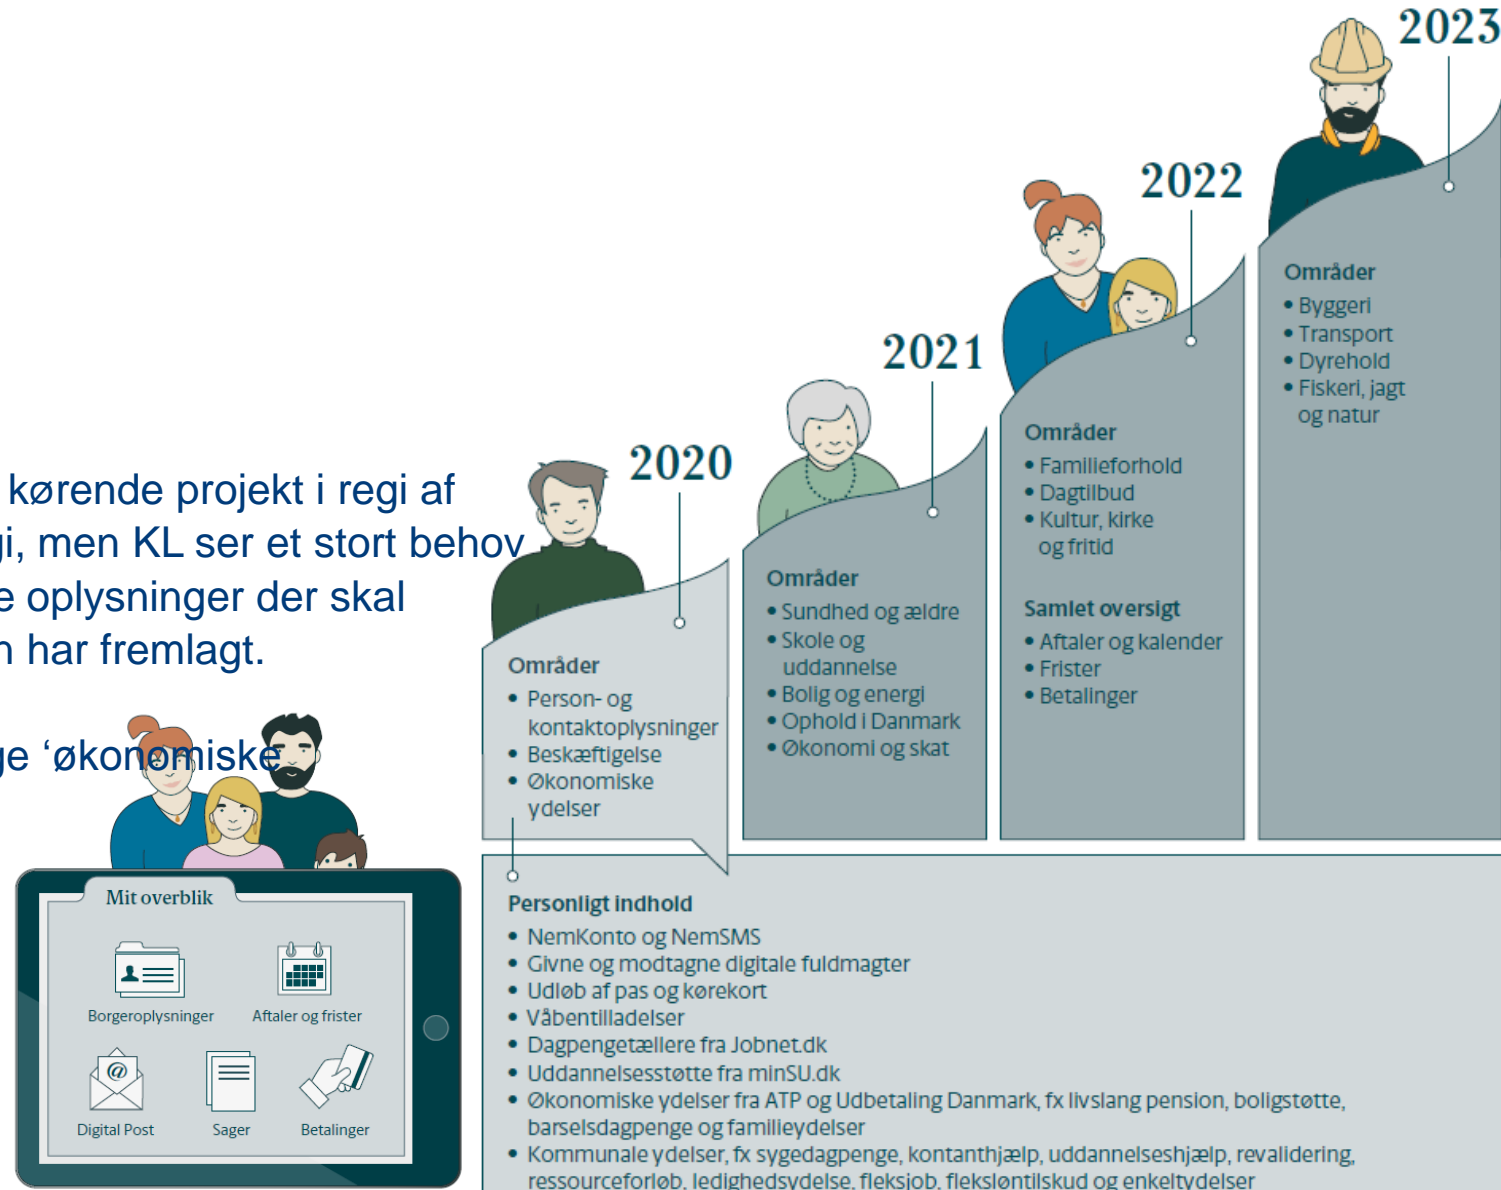 kørende projekt i regi af
gi, men KL ser et stort behov
e oplysninger der skal
n har fremlagt.
ge ‘økonomiske
2020
Områder
• Person- og
kontaktoplysninger
• Beskæftigelse
• Økonomiske
ydelser
2021
Områder
• Sundhed og ældre
• Skole og
uddannelse
• Bolig og energi
• Ophold i Danmark
• Økonomi og skat
2022
Områder
• Familieforhold
• Dagtilbud
• Kultur, kirke
og fritid
Samlet oversigt
• Aftaler og kalender
• Frister
• Betalinger
2023
Områder
• Byggeri
• Transport
• Dyrehold
• Fiskeri, jagt
og natur
Mit overblik
Borgeroplysninger
Aftaler og frister
@
Digital Post
Sager
Betalinger
Personligt indhold
• NemKonto og NemSMS
• Givne og modtagne digitale fuldmagter
• Udløb af pas og kørekort
• Våbentilladelser
• Dagpengetællere fra Jobnet.dk
• Uddannelsesstøtte fra minSU.dk
• Økonomiske ydelser fra ATP og Udbetaling Danmark, fx livslang pension, boligstøtte,
barselsdagpenge og familieydelser
• Kommunale ydelser, fx sygedagpenge, kontanthjælp, uddannelseshjælp, revalidering,
ressourceforløb, ledighedsydelse, fleksjob, fleksløntilskud og enkeltydelser